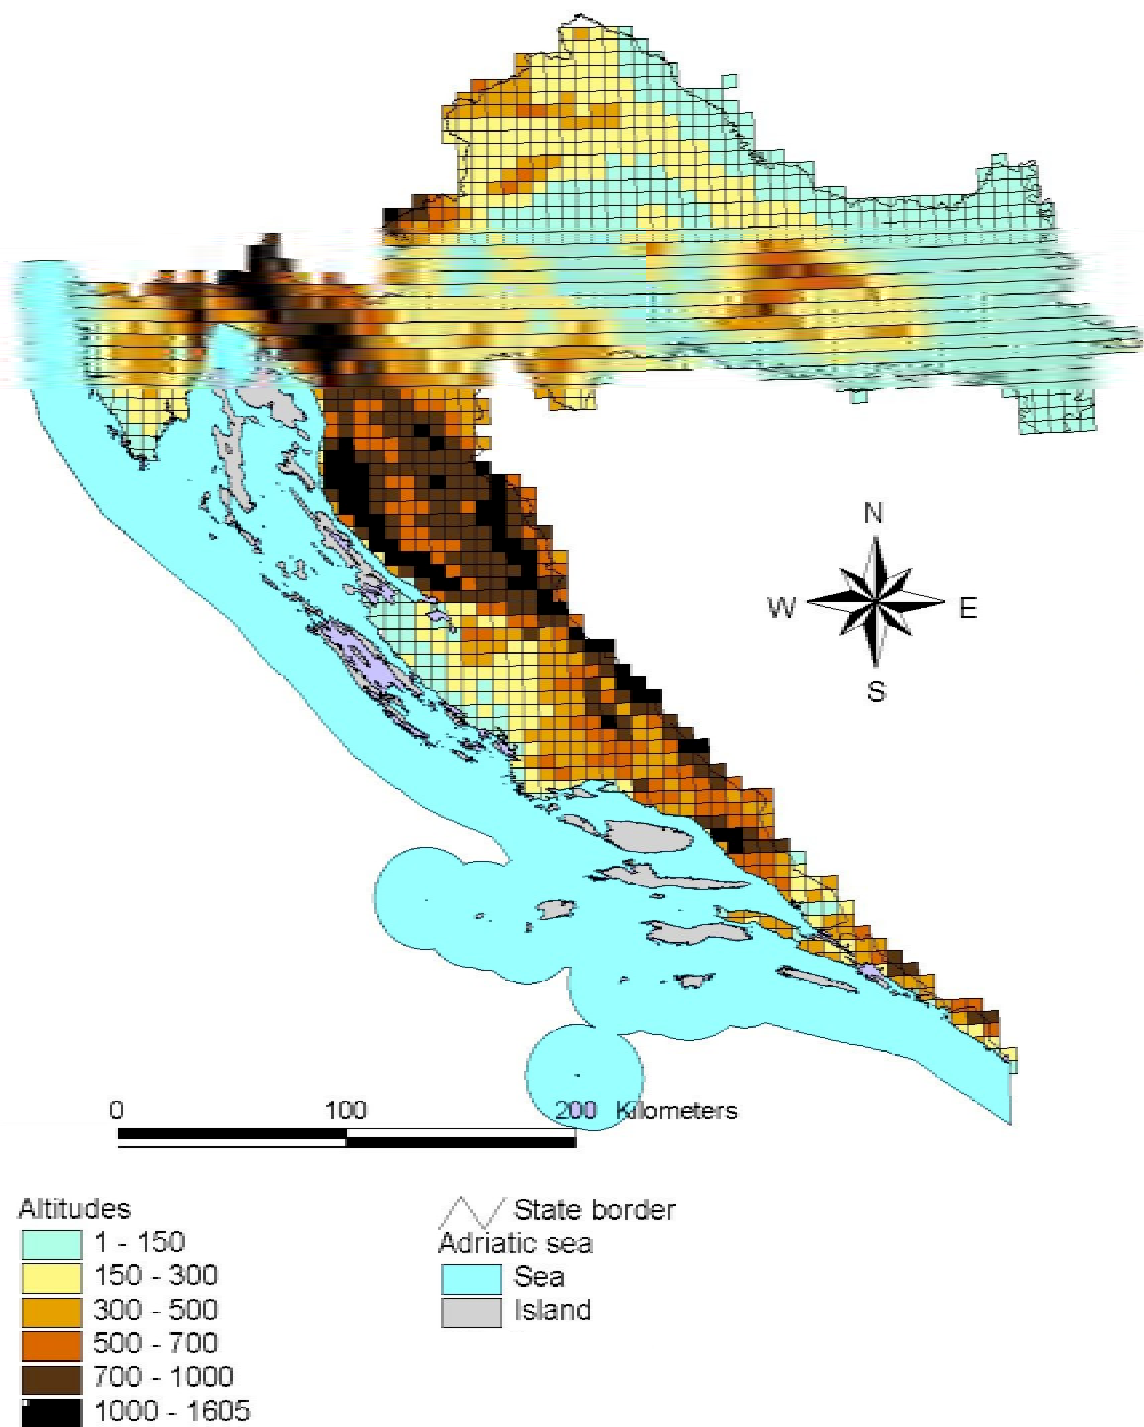 N
W E
S
0 100 200 Kilometers
Altitudes
1 - 150
150 - 300
300 - 500
500 - 700
700 - 1000
1000 - 1605
State border
Adriatic sea
Sea
Island